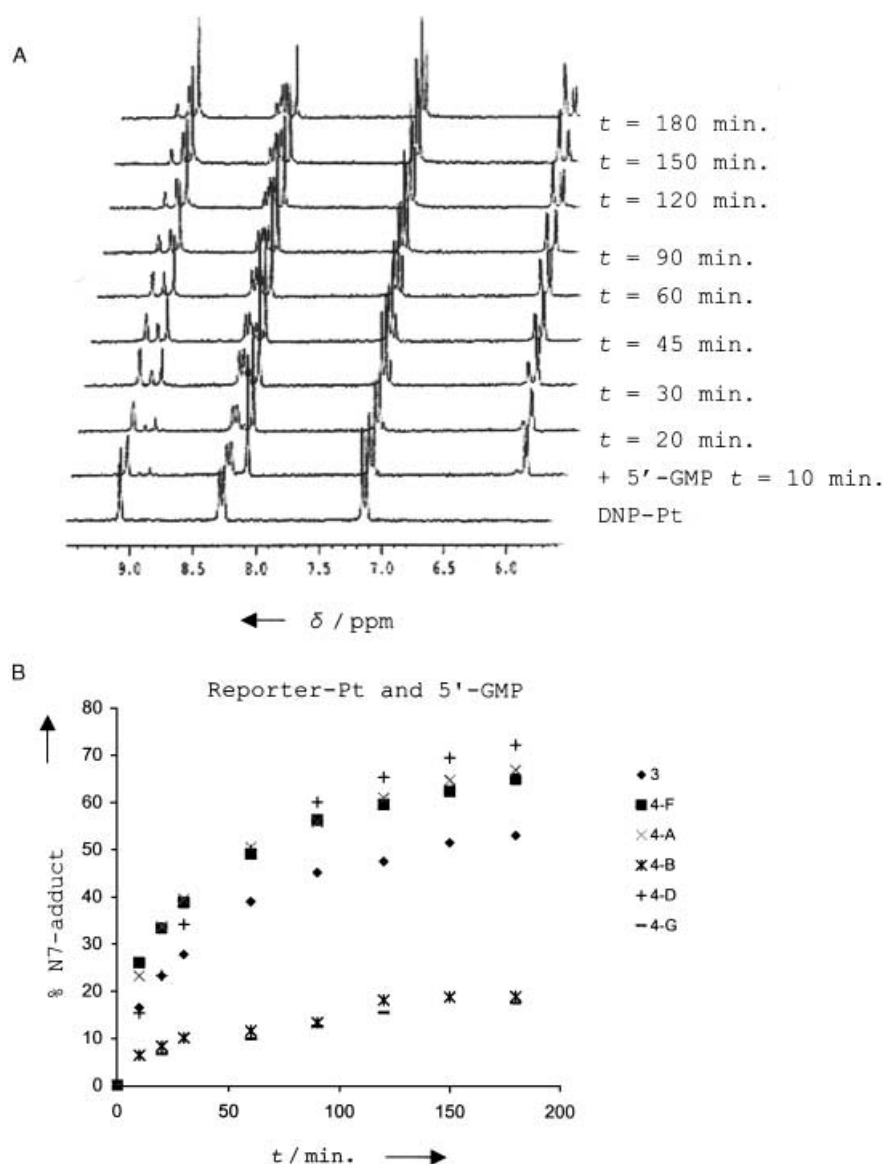 A
t = 180 min.
t = 150 min.
t = 120 min.
t = 90 min.
t = 60 min.
t = 45 min.
t = 30 min.
t = 20 min.
+ 5′-GMP t = 10 min.
DNP-Pt
9.0 8.5 8.0 7.5 7.0 6.5 6.0
← δ / ppm
B
Reporter-Pt and 5'-GMP
80
70
60
50
40
30
20
10
0
% N7-adduct
0 50 100 150 200
t / min. →
3
4-F
4-A
4-B
4-D
4-G